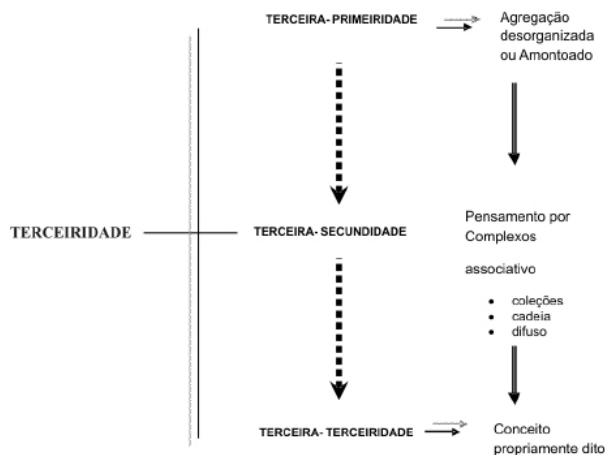 TERCEIRA- PRIMEIRIDADE
Agregação
desorganizada
ou Amontoado
TERCEIRIDADE
TERCEIRA- SECUNDIDADE
Pensamento por
Complexos
associativo
• coleções
• cadeia
• difuso
TERCEIRA- TERCEIRIDADE
Conceito
propriamente dito